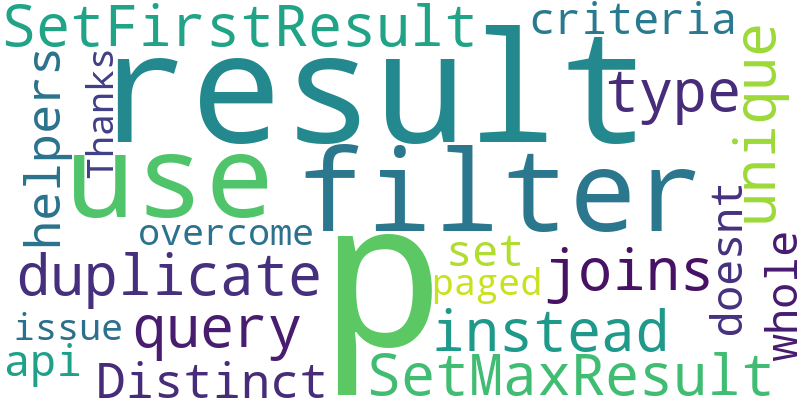 SetFirstResult
criteria
result
helpers
Thanks
type
unique
use
filter
overcome
p
set
doesnt
duplicate
paged
joins
whole
issue
query
instead
api
Distinct
SetMaxResult